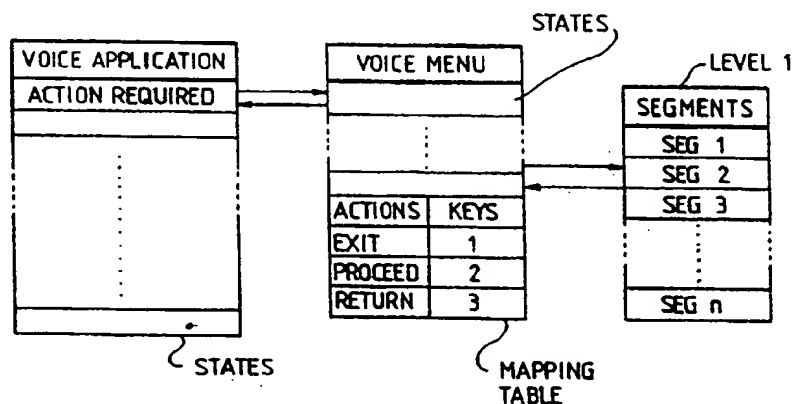 STATES
VOICE APPLICATION
ACTION REQUIRED
STATES
VOICE MENU
ACTIONS KEYS
EXIT 1
PROCEED 2
RETURN 3
MAPPING
TABLE
LEVEL 1
SEGMENTS
SEG 1
SEG 2
SEG 3
SEG n